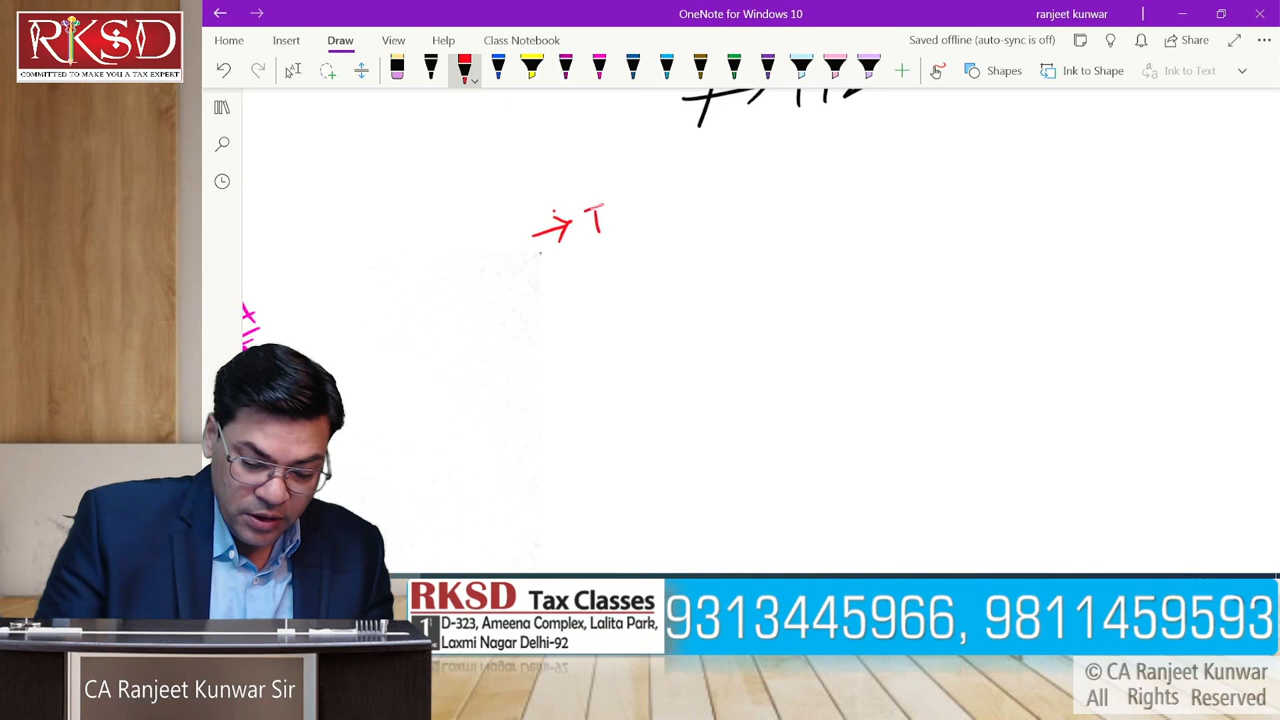 RKSD
COMMITTED TO MAKE YOU A TAX EXPERT
OneNote for Windows 10
ranjeet kunwar
Home Insert Draw View Help Class Notebook
Saved offline (auto-sync is off)
Share
Shapes
Ink to Shape
Ink to Text
→ T
RKSD Tax Classes
D-323, Ameena Complex, Lalita Park,
Laxmi Nagar Delhi-92
9313445966, 9811459593
CA Ranjeet Kunwar Sir
© CA Ranjeet Kunwar
All Rights Reserved